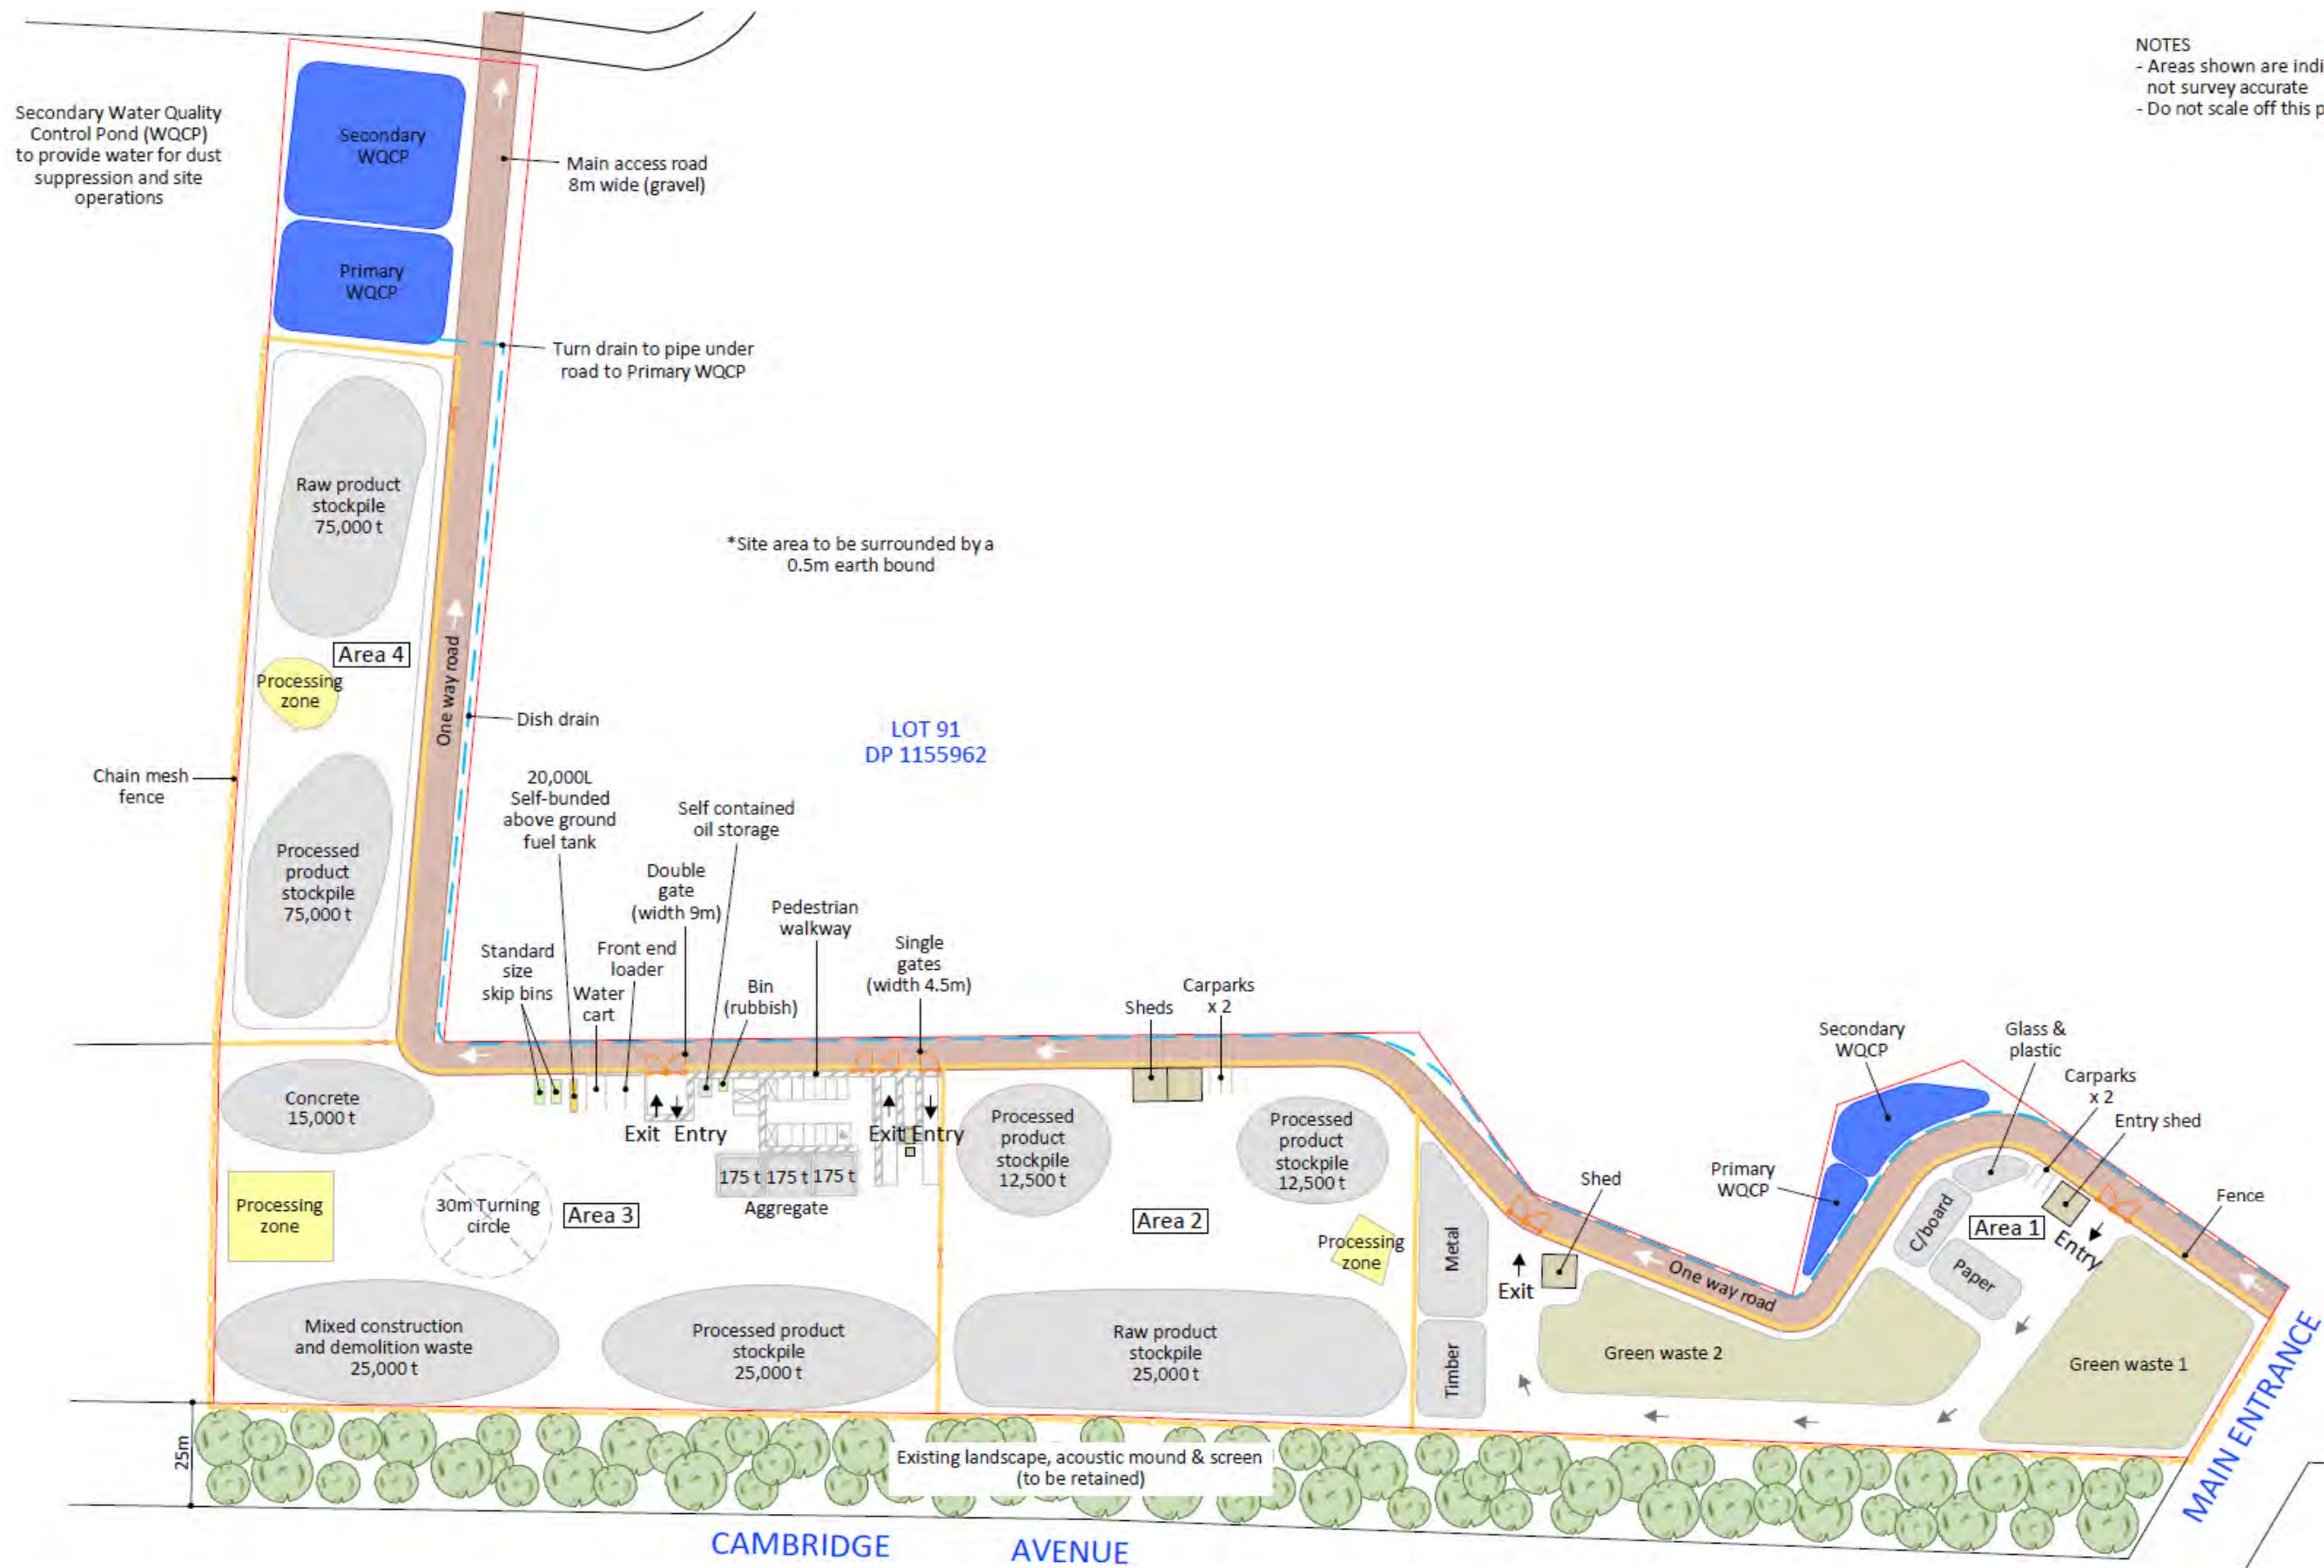 NOTES
- Areas shown are indi
not survey accurate
- Do not scale off this p
Secondary Water Quality
Control Pond (WQCP)
to provide water for dust
suppression and site
operations
Secondary
WQCP
Main access road
8m wide (gravel)
Primary
WQCP
Turn drain to pipe under
road to Primary WQCP
Raw product
stockpile
75,000 t
*Site area to be surrounded by a
0.5m earth bound
Area 4
Processing
zone
One way road
Dish drain
LOT 91
DP 1155962
Chain mesh
fence
Processed
product
stockpile
75,000 t
20,000L
Self-bunded
above ground
fuel tank
Self contained
oil storage
Double
gate
(width 9m)
Pedestrian
walkway
Standard
size
skip bins
Front end
loader
Water
cart
Bin
(rubbish)
Single
gates
(width 4.5m)
Sheds
Carparks
x 2
Secondary
WQCP
Glass &
plastic
Carparks
x 2
Entry shed
Concrete
15,000 t
Exit
Entry
Exit
Entry
Processed
product
stockpile
12,500 t
Processed
product
stockpile
12,500 t
Primary
WQCP
Shed
Fence
175 t
175 t
175 t
Aggregate
Processing
zone
30m Turning
circle
Area 3
Area 2
Processing
zone
Metal
Exit
One way road
C/board
Area 1
Entry
Paper
Mixed construction
and demolition waste
25,000 t
Processed product
stockpile
25,000 t
Raw product
stockpile
25,000 t
Timber
Green waste 2
Green waste 1
MAIN ENTRANCE
25m
Existing landscape, acoustic mound & screen
(to be retained)
CAMBRIDGE AVENUE